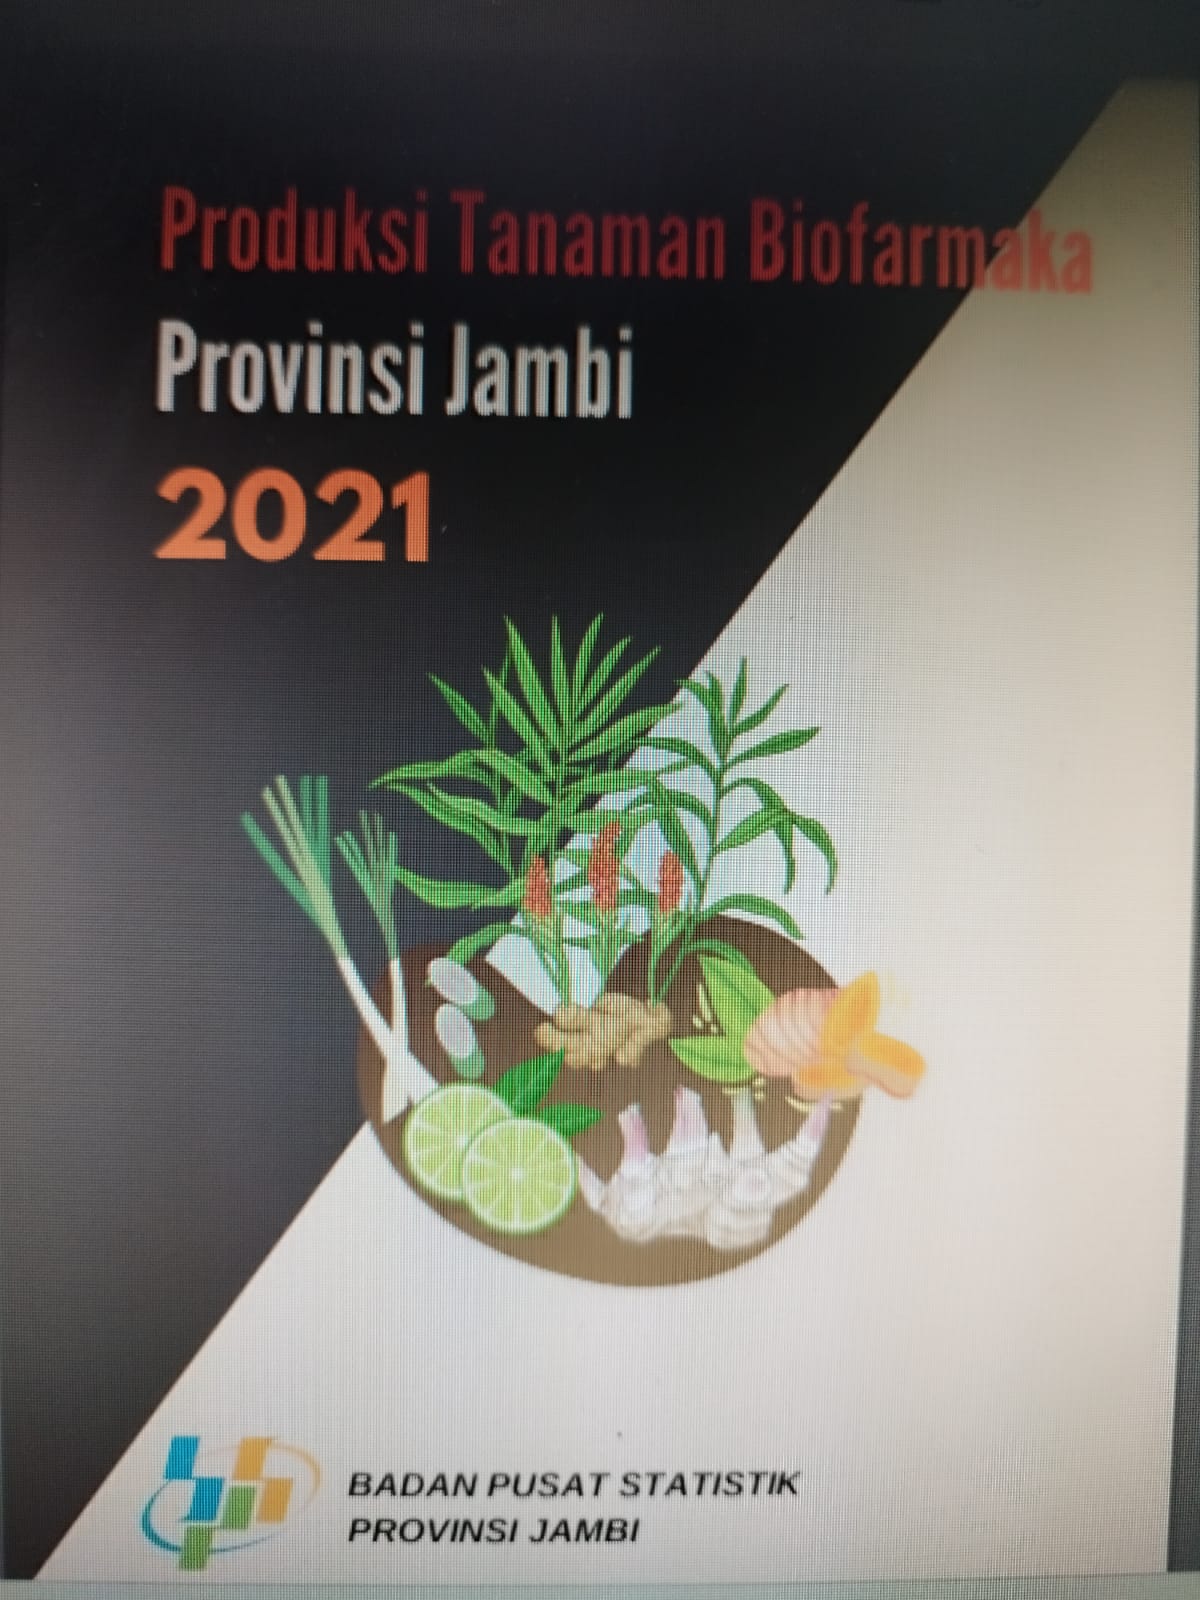 Produksi Tanaman Biofarmaka
Provinsi Jambi
2021
BADAN PUSAT STATISTIK
PROVINSI JAMBI